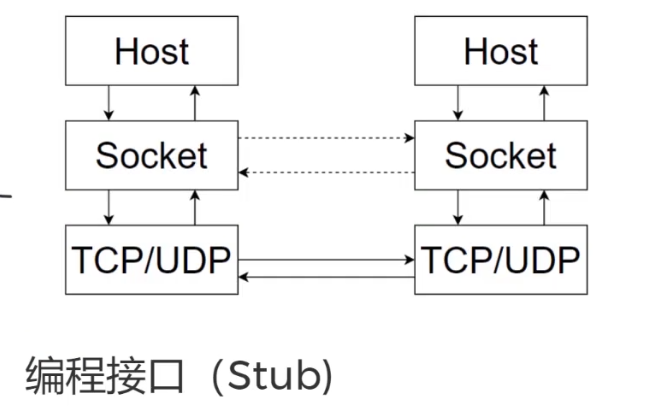 Host Host
Socket Socket
TCP/UDP TCP/UDP
编程接口（Stub)